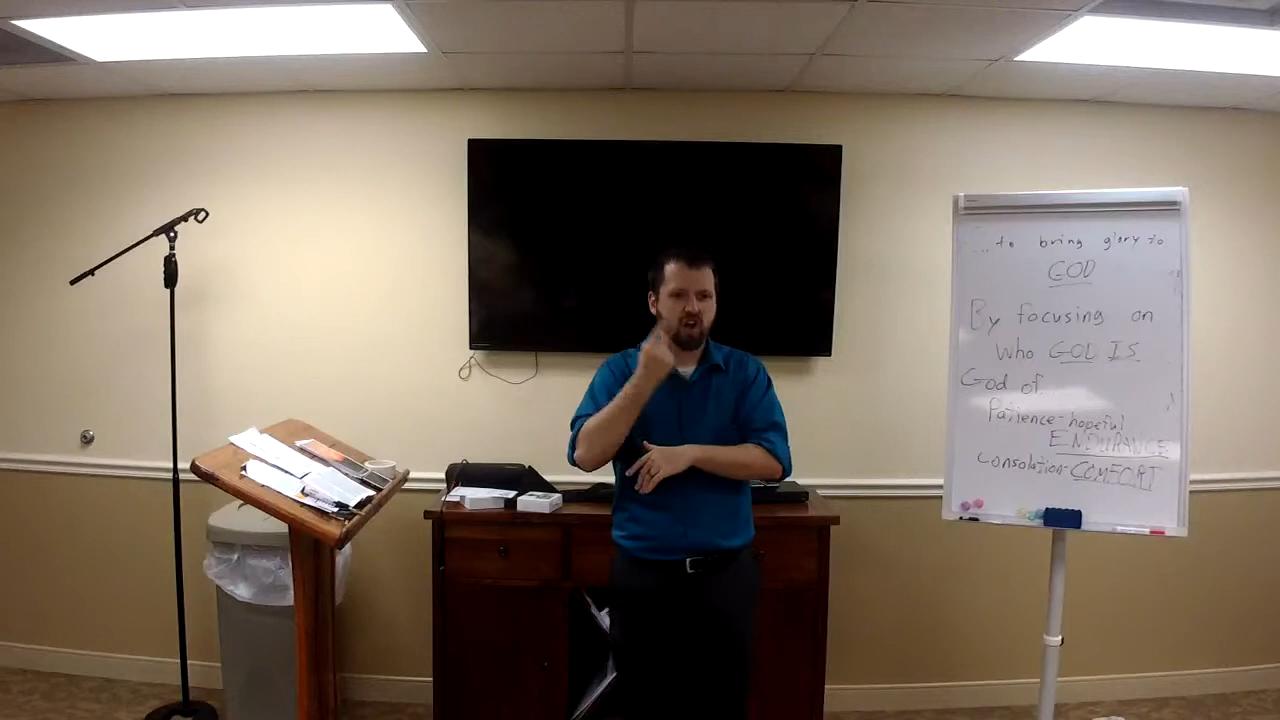 ...to bring glory to
GOD
By focusing on
who GOD IS
God of...
Patience-hopeful
ENDURANCE
Consolation-COMFORT